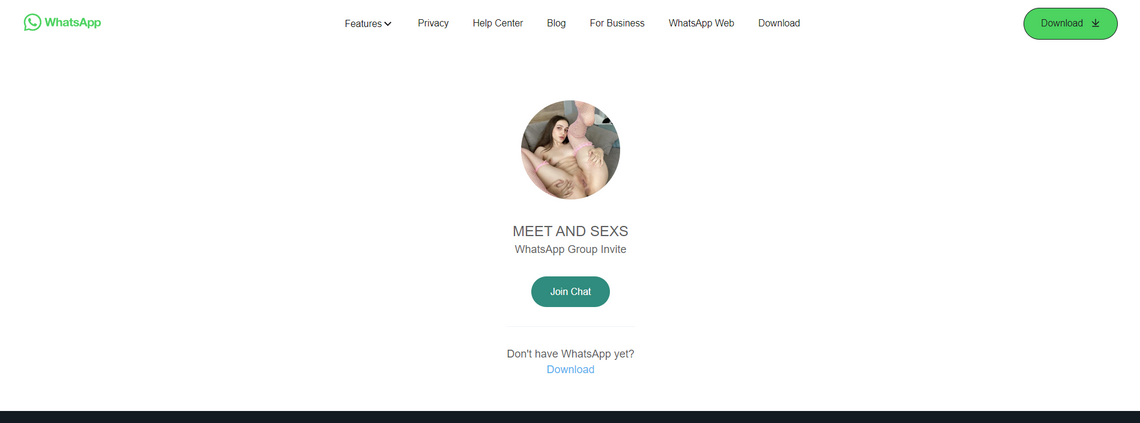 WhatsApp
Features Privacy Help Center Blog For Business WhatsApp Web Download
Download
MEET AND SEXS
WhatsApp Group Invite
Join Chat
Don't have WhatsApp yet?
Download